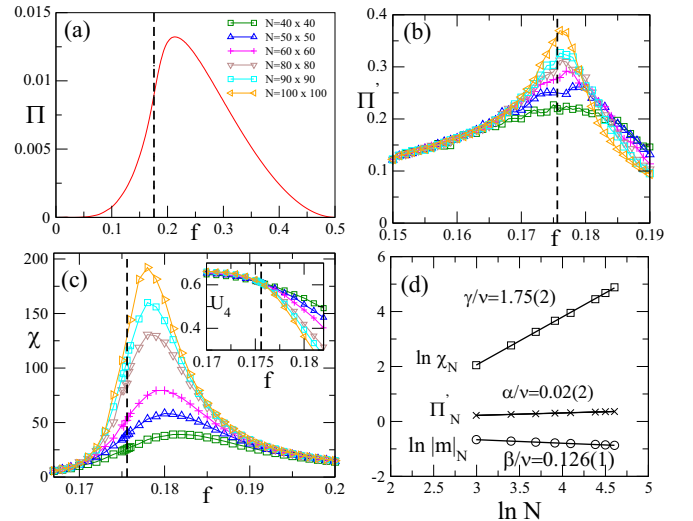 (a)
N=40 x 40
N=50 x 50
N=60 x 60
N=80 x 80
N=90 x 90
N=100 x 100
0.015
0.01
0.005
0
Π
0 0.1 0.2 0.3 0.4 0.5
f
(b)
0.4
0.3
0.2
0.1
0
Π'
0.15 0.16 0.17 0.18 0.19
f
(c)
200
150
100
50
0
χ
0.17 0.18 0.19 0.2
f
0.6
0.4
U4
0.17 0.175 0.18
f
(d)
6
4
2
0
-2
γ/ν=1.75(2)
ln χN
α/ν=0.02(2)
Π'N
ln |m|N
β/ν=0.126(1)
2 2.5 3 3.5 4 4.5 5
ln N